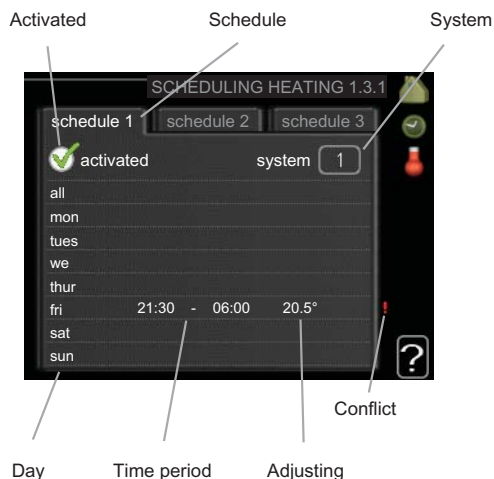 Activated Schedule System
SCHEDULING HEATING 1.3.1
schedule 1 schedule 2 schedule 3
activated system 1
all
mon
tues
we
thur
fri 21:30 - 06:00 20.5° !
sat
sun
?
Conflict
Day Time period Adjusting